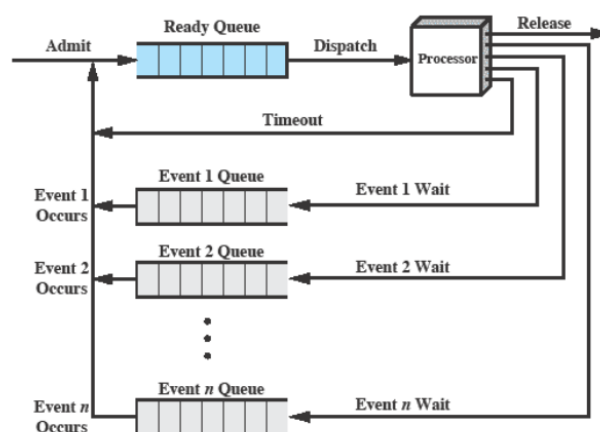 Ready Queue
Release
Admit
Dispatch
Processor
Timeout
Event 1 Queue
Event 1 Wait
Event 1
Occurs
Event 2 Queue
Event 2 Wait
Event 2
Occurs
Event n Queue
Event n Wait
Event n
Occurs